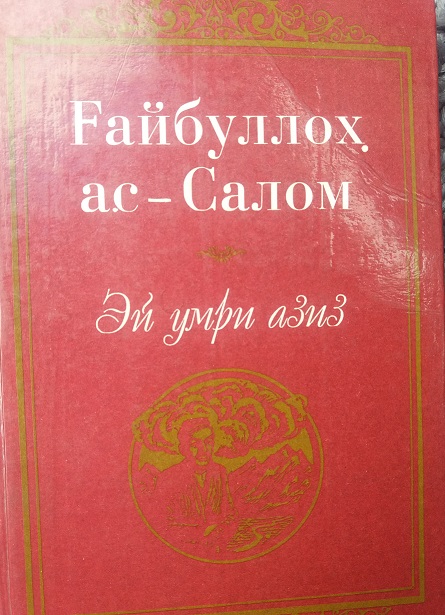 Ғайбуллоҳ
ас – Салом
Эй умри азиз